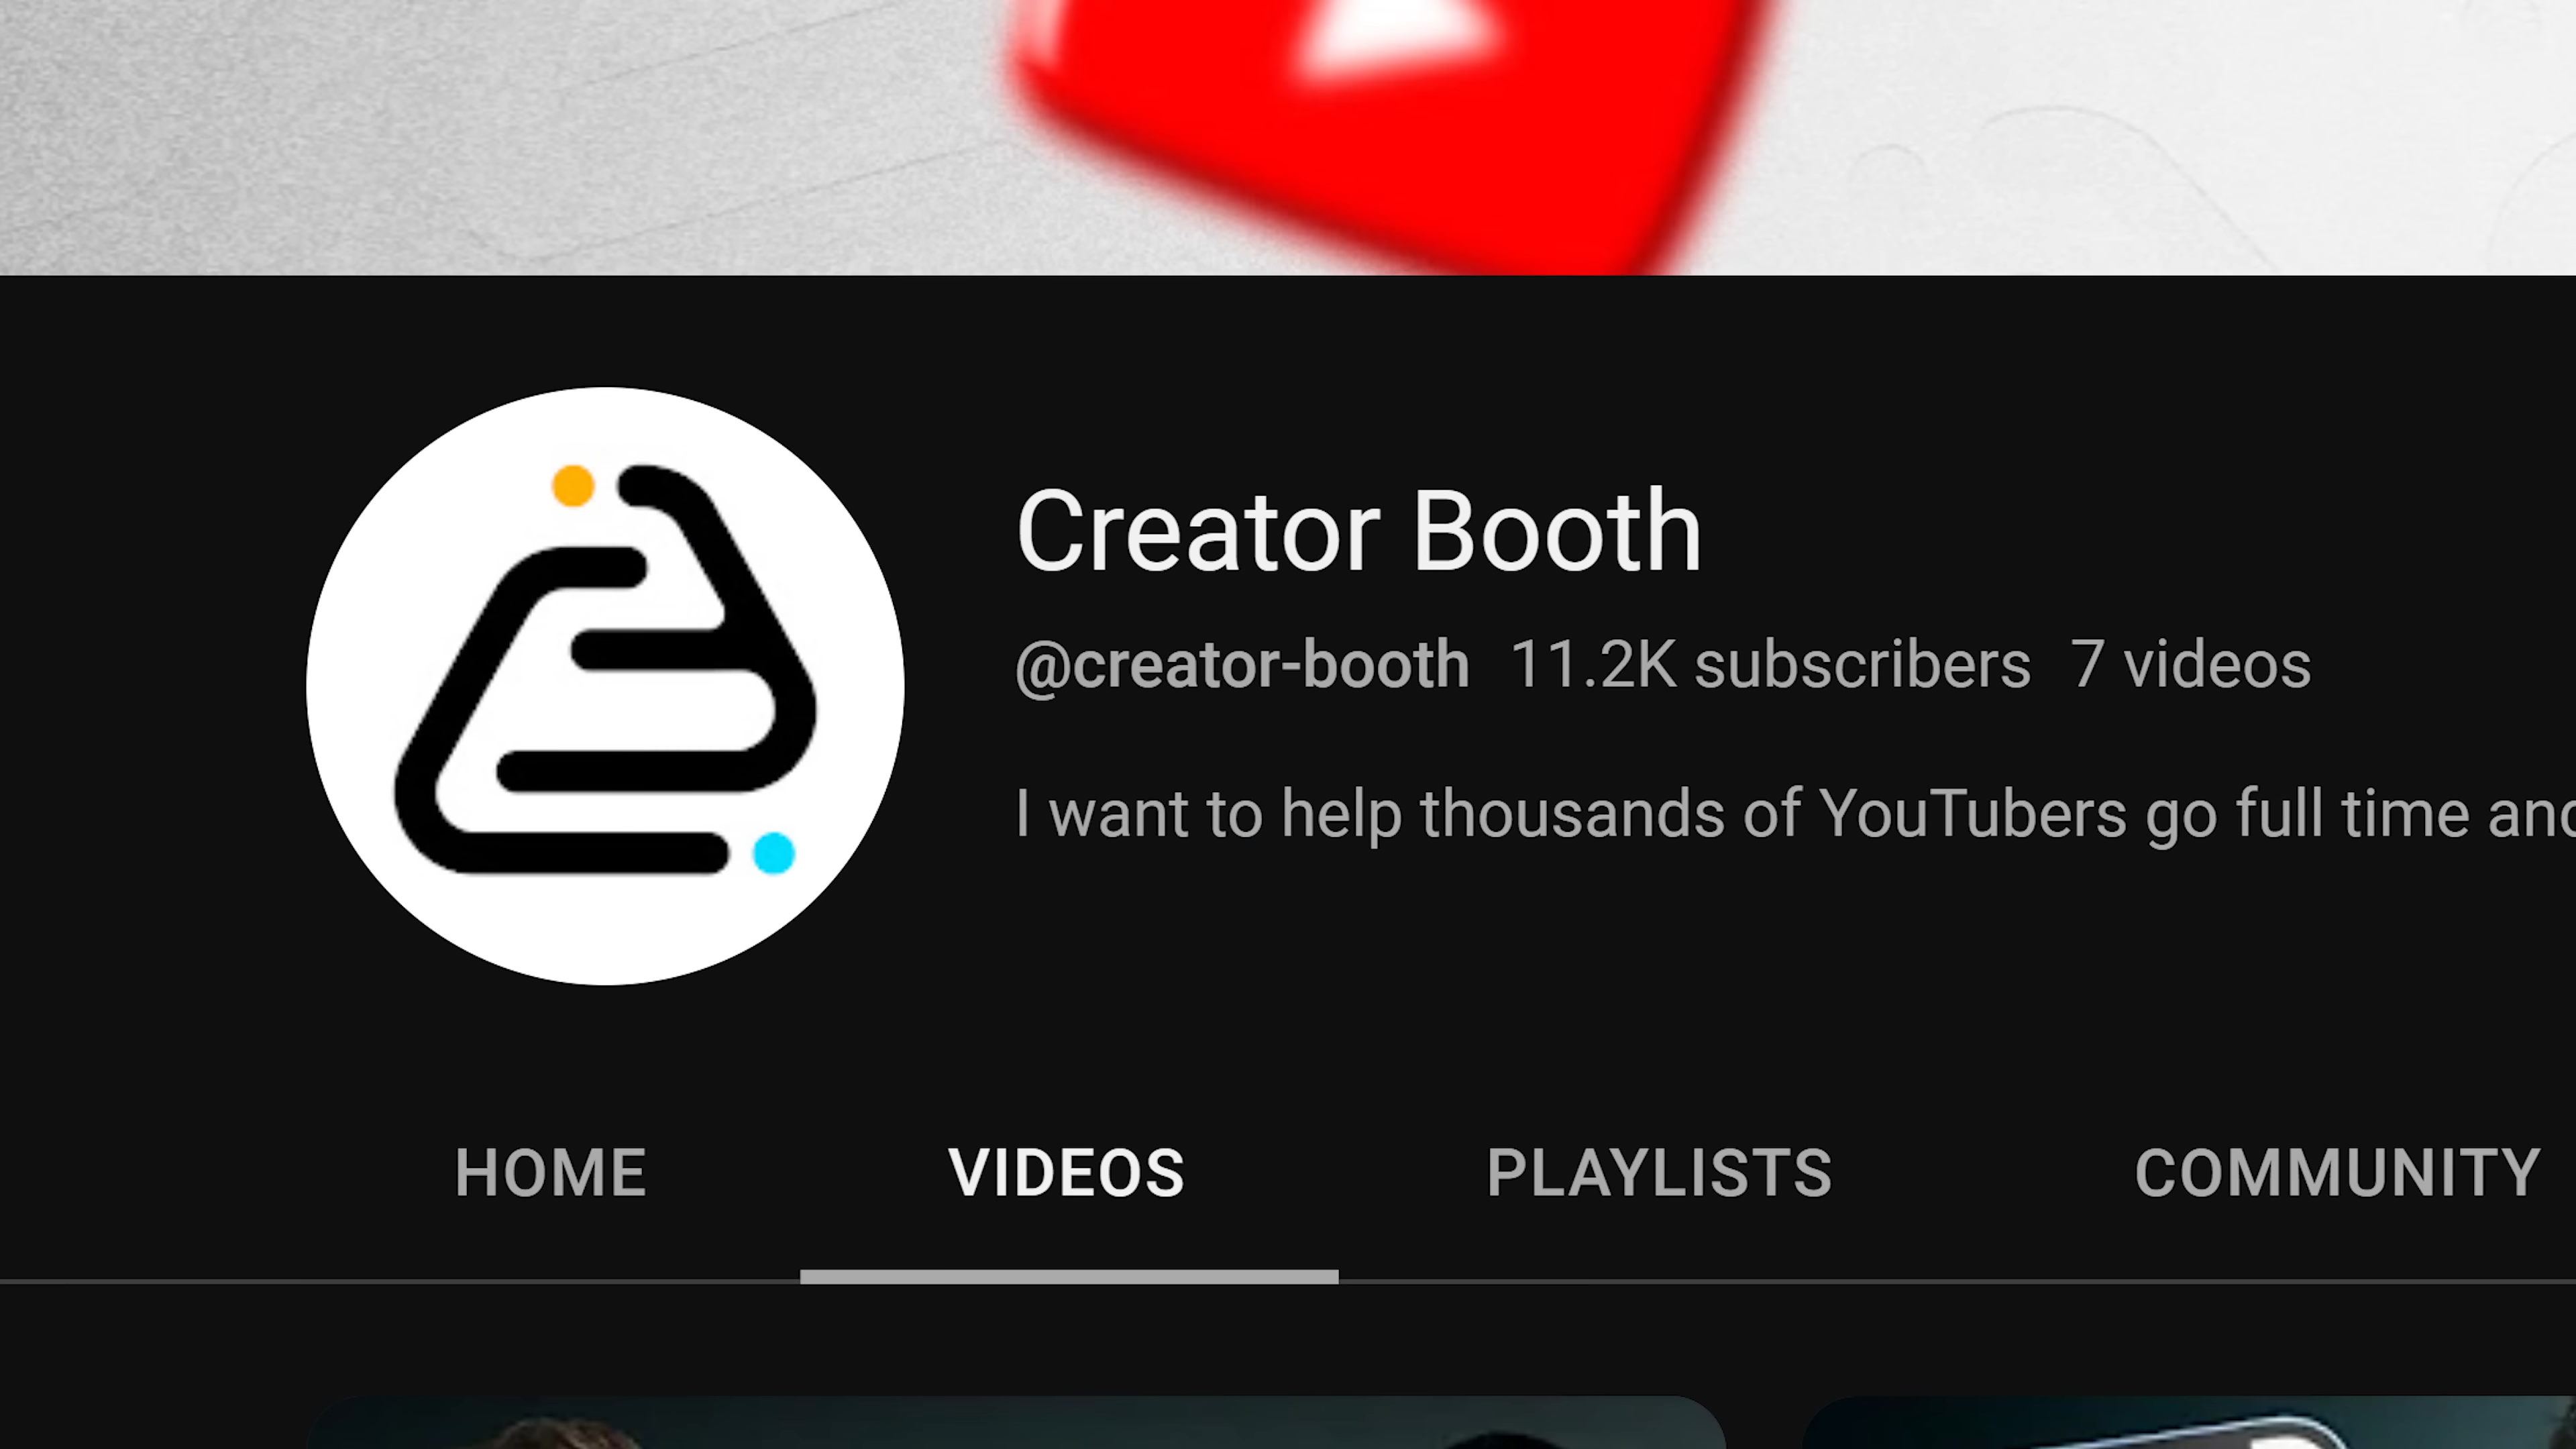 Creator Booth
@creator-booth 11.2K subscribers 7 videos
I want to help thousands of YouTubers go full time and
HOME VIDEOS PLAYLISTS COMMUNITY